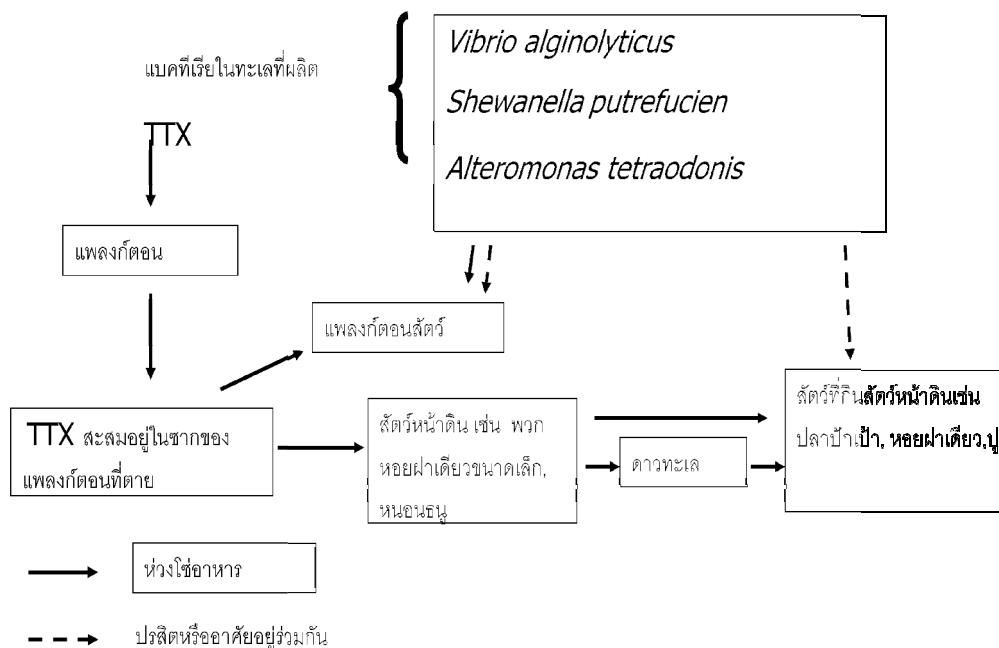 แบคทีเรียในทะเลที่ผลิต
TTX
Vibrio alginolyticus
Shewanella putrefucien
Alteromonas tetraodonis
แพลงก์ตอน
แพลงก์ตอนสัตว์
TTX สะสมอยู่ในซากของ
แพลงก์ตอนที่ตาย
สัตว์หน้าดิน เช่น พวก
หอยฝาเดียวขนาดเล็ก,
หนอนธนู
ดาวทะเล
สัตว์ที่กินสัตว์หน้าดินเช่น
ปลาปักเป้า, หอยฝาเดียว,ปู
ห่วงโซ่อาหาร
ปรสิตหรืออาศัยอยู่ร่วมกัน